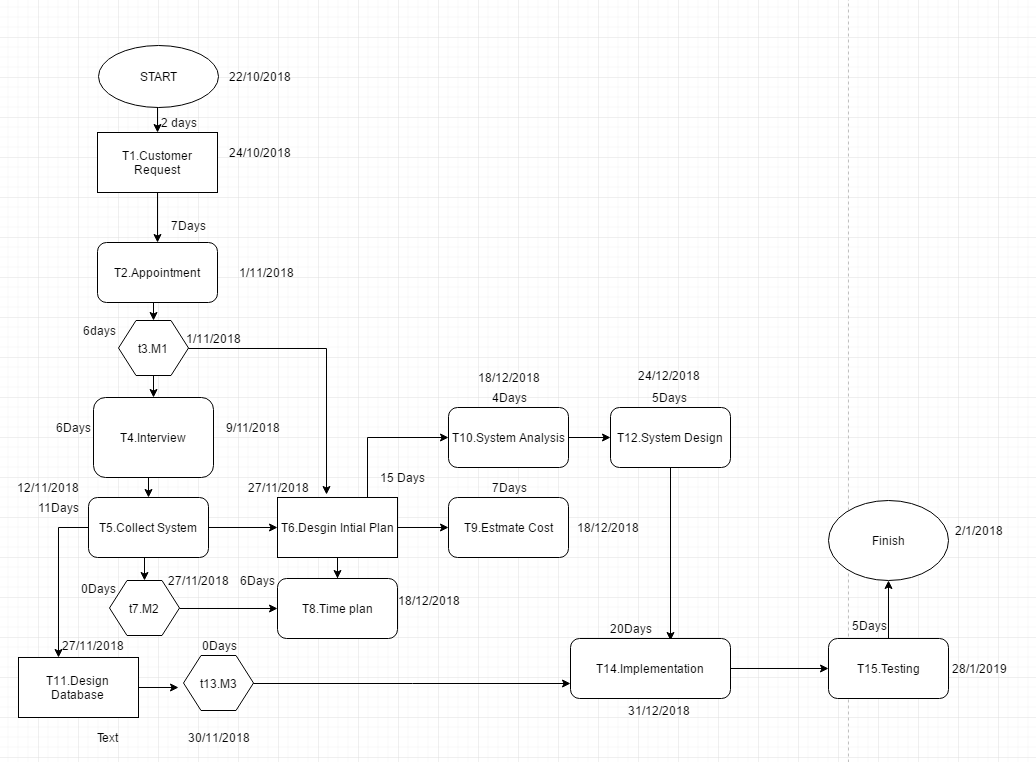 START
22/10/2018
2 days
T1.Customer
Request
24/10/2018
7Days
T2.Appointment
1/11/2018
6days
t3.M1
1/11/2018
18/12/2018
24/12/2018
4Days
5Days
6Days
T4.Interview
9/11/2018
T10.System Analysis
T12.System Design
15 Days
12/11/2018
11Days
27/11/2018
7Days
T5.Collect System
T6.Desgin Intial Plan
T9.Estmate Cost
18/12/2018
Finish
2/1/2018
0Days
27/11/2018
6Days
t7.M2
T8.Time plan
18/12/2018
20Days
5Days
27/11/2018
0Days
T11.Design
Database
t13.M3
T14.Implementation
T15.Testing
28/1/2019
31/12/2018
Text
30/11/2018